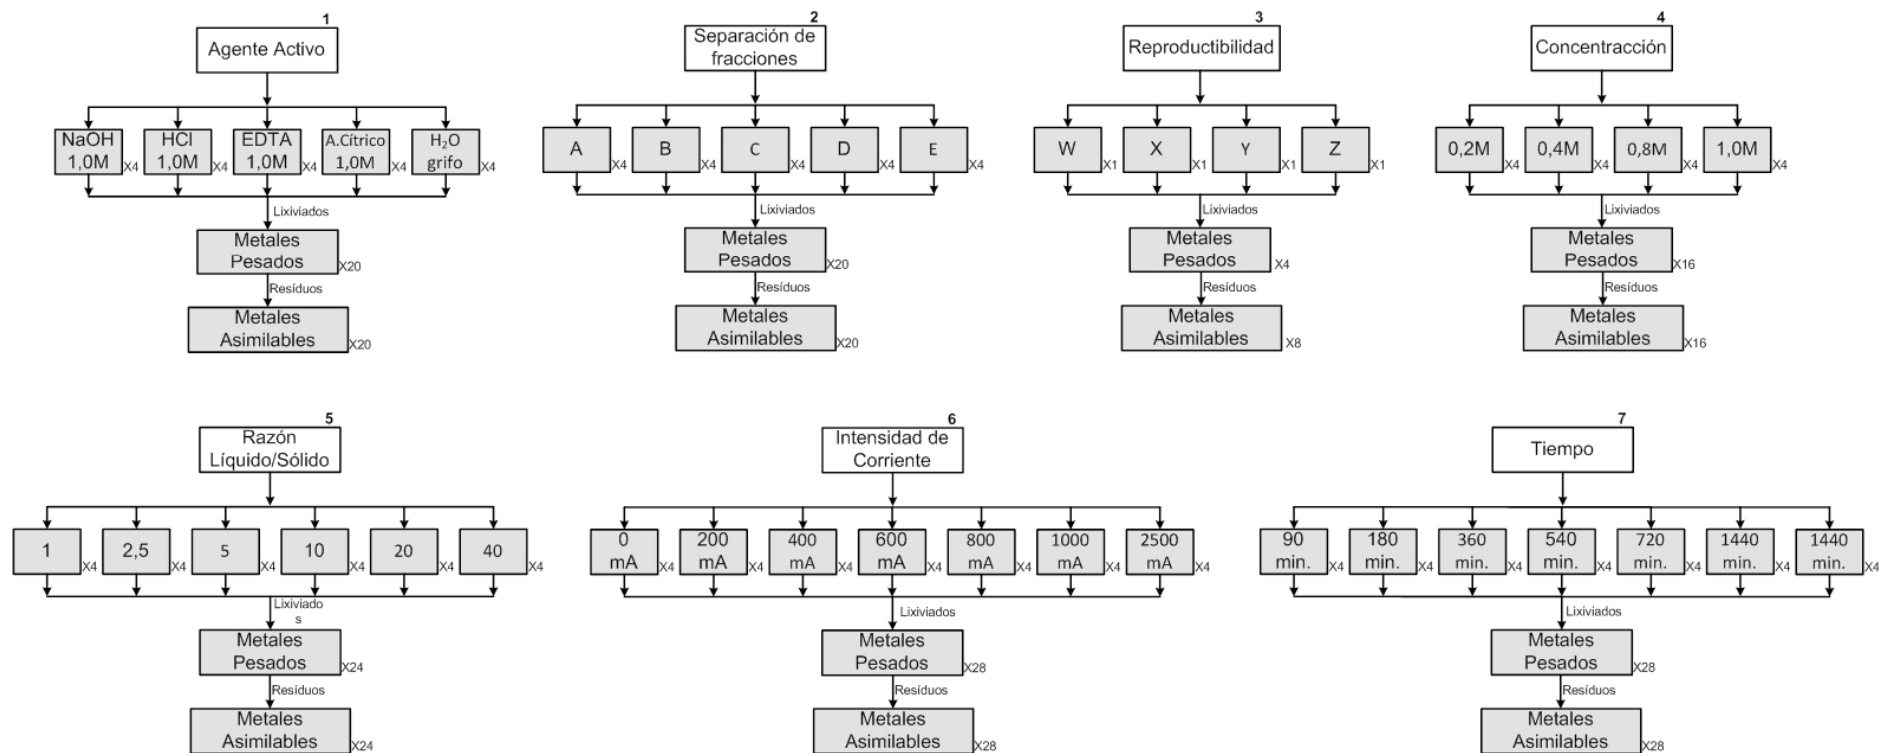 1
Agente Activo
NaOH
1,0M
X4
HCl
1,0M
X4
EDTA
1,0M
X4
A.Cítrico
1,0M
X4
H₂O
grifo
X4
Lixiviados
Metales
Pesados
X20
Resíduos
Metales
Asimilables
X20
2
Separación de
fracciones
A
X4
B
X4
C
X4
D
X4
E
X4
Lixiviados
Metales
Pesados
X20
Resíduos
Metales
Asimilables
X20
3
Reproductibilidad
W
X1
X
X1
Y
X1
Z
X1
Lixiviados
Metales
Pesados
X4
Resíduos
Metales
Asimilables
X8
4
Concentracción
0,2M
X4
0,4M
X4
0,8M
X4
1,0M
X4
Lixiviados
Metales
Pesados
X16
Resíduos
Metales
Asimilables
X16
5
Razón
Líquido/Sólido
1
X4
2,5
X4
5
X4
10
X4
20
X4
40
X4
Lixiviado
s
Metales
Pesados
X24
Resíduos
Metales
Asimilables
X24
6
Intensidad de
Corriente
0
mA
X4
200
mA
X4
400
mA
X4
600
mA
X4
800
mA
X4
1000
mA
X4
2500
mA
X4
Lixiviados
Metales
Pesados
X28
Resíduos
Metales
Asimilables
X28
7
Tiempo
90
min.
X4
180
min.
X4
360
min.
X4
540
min.
X4
720
min.
X4
1440
min.
X4
1440
min.
X4
Lixiviados
Metales
Pesados
X28
Resíduos
Metales
Asimilables
X28